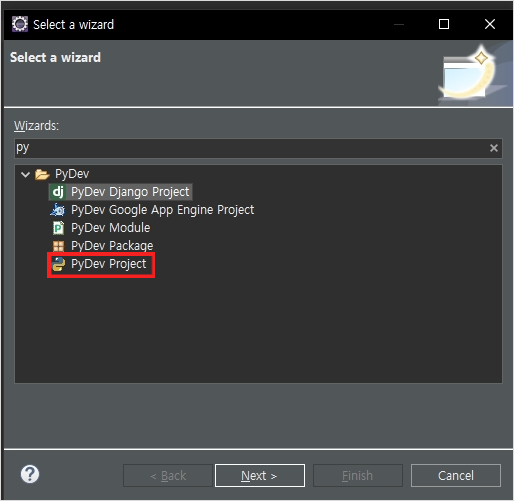 Select a wizard
Select a wizard
Wizards:
py
PyDev
dj PyDev Django Project
PyDev Google App Engine Project
P PyDev Module
PyDev Package
PyDev Project
?
< Back Next > Finish Cancel